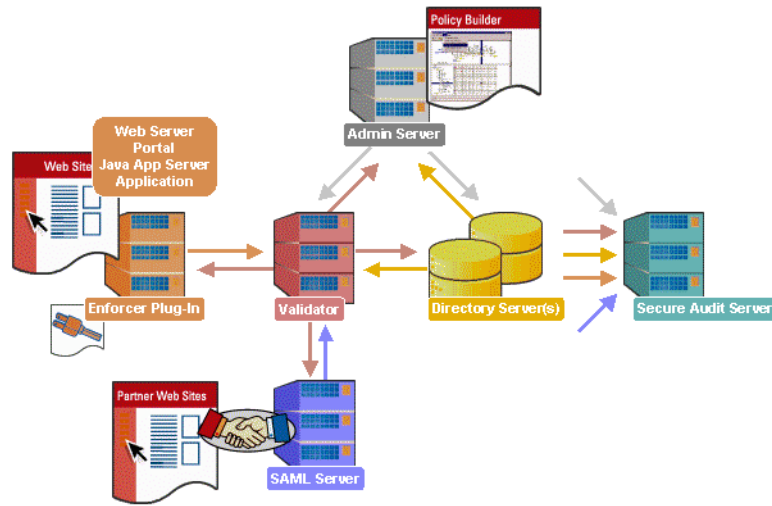 Policy Builder
Admin Server
Web Server
Portal
Java App Server
Application
Web Sites
Enforcer Plug-In
Validator
Directory Server(s)
Secure Audit Server
Partner Web Sites
SAML Server